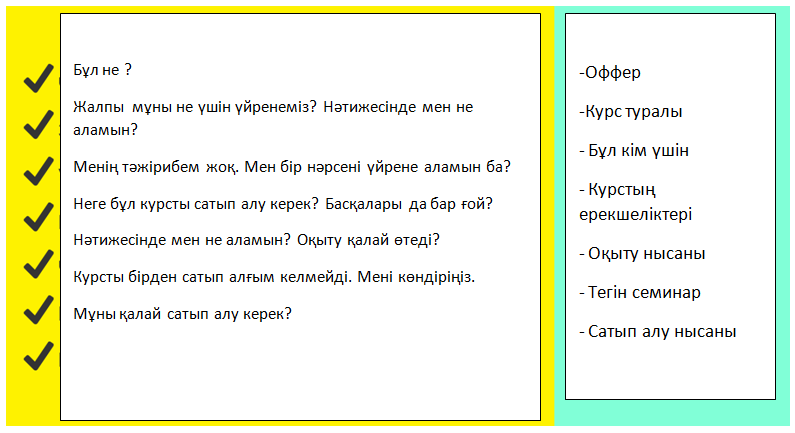 Бұл не ?
Жалпы мұны не үшін үйренеміз? Нәтижесінде мен не
аламын?
Менің тәжірибем жоқ. Мен бір нәрсені үйрене аламын ба?
Неге бұл курсты сатып алу керек? Басқалары да бар ғой?
Нәтижесінде мен не аламын? Оқыту қалай өтеді?
Курсты бірден сатып алғым келмейді. Мені көндіріңіз.
Мұны қалай сатып алу керек?
-Оффер
-Курс туралы
- Бұл кім үшін
- Курстың
ерекшеліктері
- Оқыту нысаны
- Тегін семинар
- Сатып алу нысаны